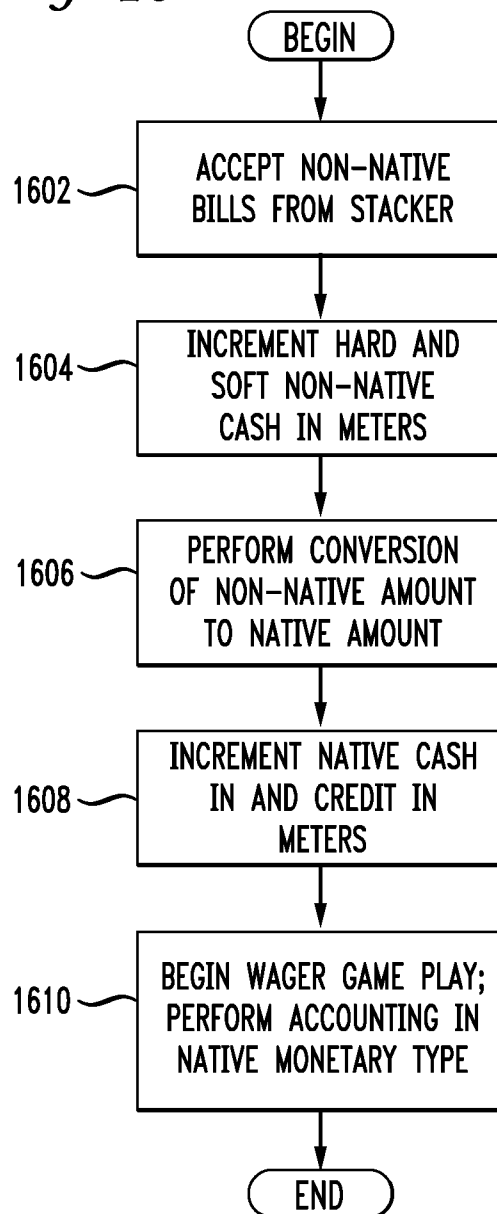 BEGIN
1602
ACCEPT NON-NATIVE
BILLS FROM STACKER
1604
INCREMENT HARD AND
SOFT NON-NATIVE
CASH IN METERS
1606
PERFORM CONVERSION
OF NON-NATIVE AMOUNT
TO NATIVE AMOUNT
1608
INCREMENT NATIVE CASH
IN AND CREDIT IN
METERS
1610
BEGIN WAGER GAME PLAY;
PERFORM ACCOUNTING IN
NATIVE MONETARY TYPE
END